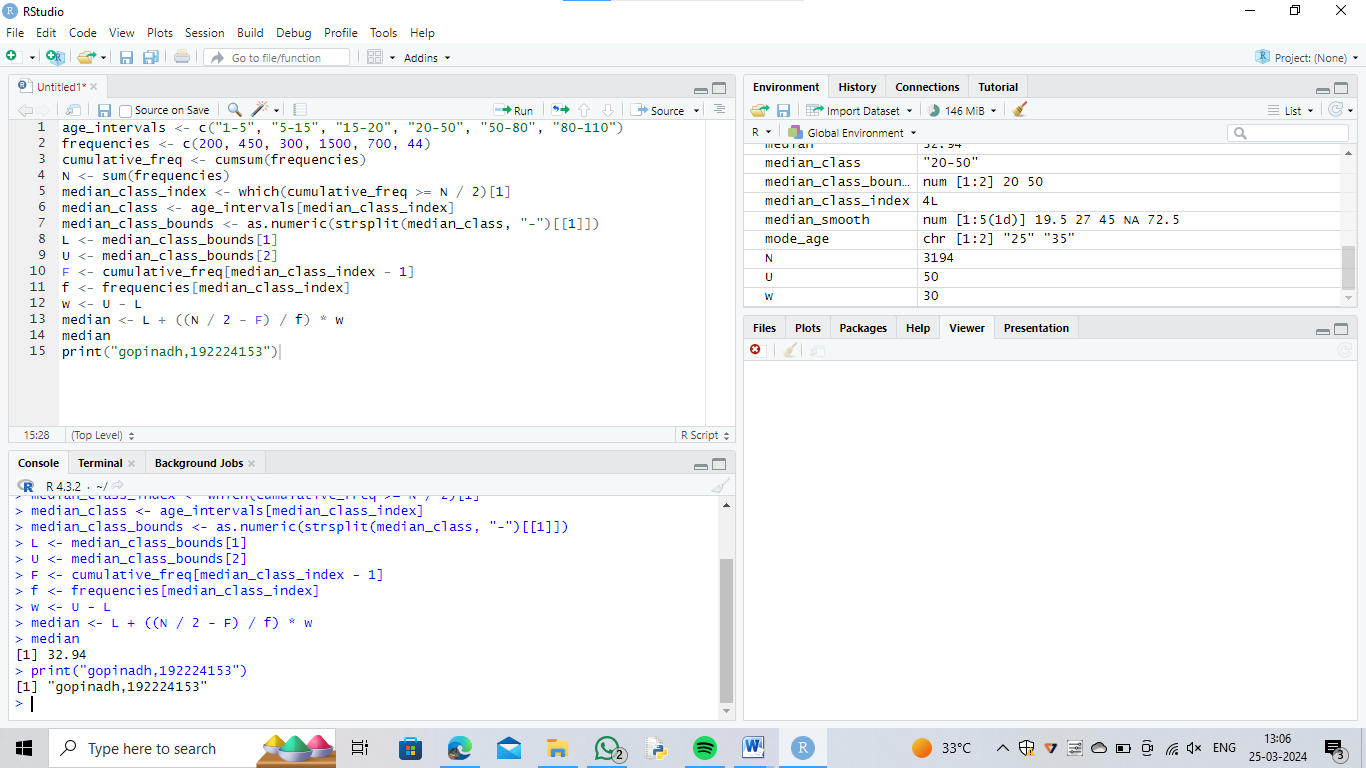 RStudio
File Edit Code View Plots Session Build Debug Profile Tools Help
Go to file/function Addins Project: (None)
Untitled1*
Source on Save Run Source
1 age_intervals <- c("1-5", "5-15", "15-20", "20-50", "50-80", "80-110")
2 frequencies <- c(200, 450, 300, 1500, 700, 44)
3 cumulative_freq <- cumsum(frequencies)
4 N <- sum(frequencies)
5 median_class_index <- which(cumulative_freq >= N / 2)[1]
6 median_class <- age_intervals[median_class_index]
7 median_class_bounds <- as.numeric(strsplit(median_class, "-")[[1]])
8 L <- median_class_bounds[1]
9 U <- median_class_bounds[2]
10 F <- cumulative_freq[median_class_index - 1]
11 f <- frequencies[median_class_index]
12 w <- U - L
13 median <- L + ((N / 2 - F) / f) * w
14 median
15 print("gopinadh,192224153")
15:28 (Top Level) R Script
Console Terminal Background Jobs
R 4.3.2 · ~/
> median_class_index <- which(cumulative_freq >= N / 2)[1]
> median_class <- age_intervals[median_class_index]
> median_class_bounds <- as.numeric(strsplit(median_class, "-")[[1]])
> L <- median_class_bounds[1]
> U <- median_class_bounds[2]
> F <- cumulative_freq[median_class_index - 1]
> f <- frequencies[median_class_index]
> w <- U - L
> median <- L + ((N / 2 - F) / f) * w
> median
[1] 32.94
> print("gopinadh,192224153")
[1] "gopinadh,192224153"
>
Environment History Connections Tutorial
Import Dataset 146 MiB List
R Global Environment
median 32.94
median_class "20-50"
median_class_boun… num [1:2] 20 50
median_class_index 4L
median_smooth num [1:5(1d)] 19.5 27 45 NA 72.5
mode_age chr [1:2] "25" "35"
N 3194
U 50
w 30
Files Plots Packages Help Viewer Presentation
Type here to search
2
33°C
ENG
13:06
25-03-2024
3